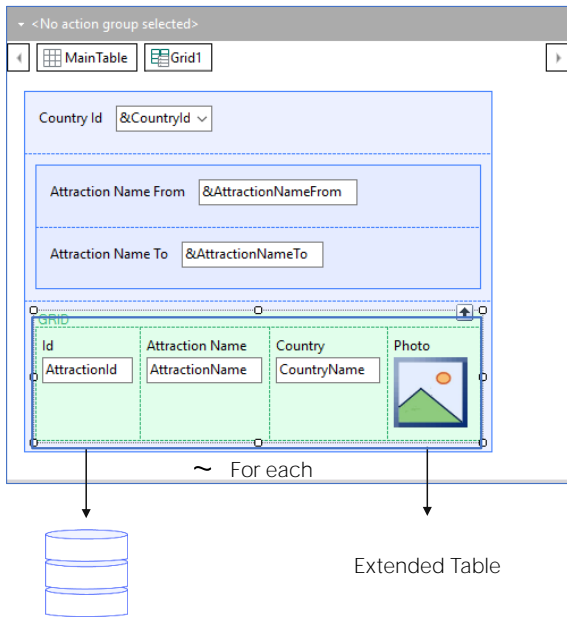 <No action group selected>
MainTable Grid1
Country Id &CountryId
Attraction Name From &AttractionNameFrom
Attraction Name To &AttractionNameTo
GRID
Id Attraction Name Country Photo
AttractionId AttractionName CountryName
~ For each
Extended Table